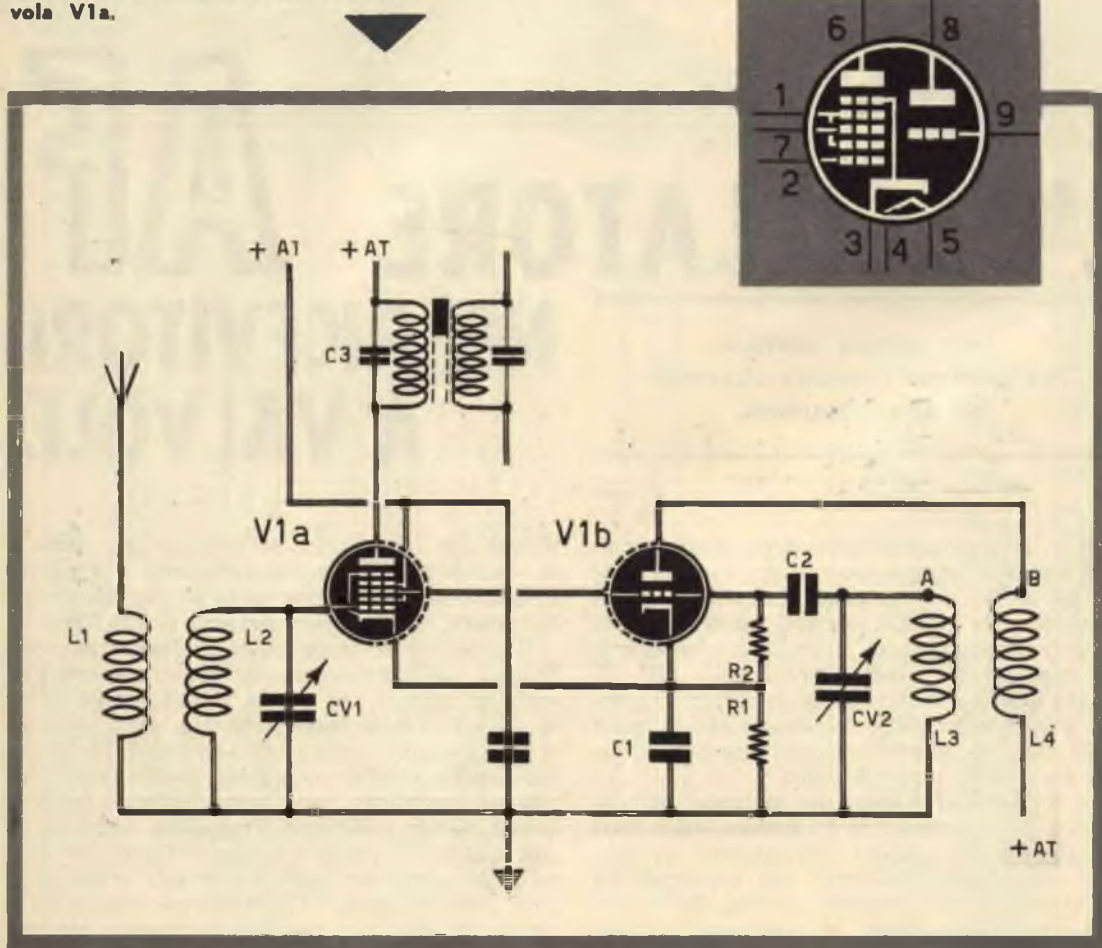 vola V1a.
6 8
1
9
7
2
3 4 5
+ A1 + AT
C3
V1a V1b
C2
A B
L1 L2
R2
CV1 R1 CV2
C1 L3 L4
+ AT